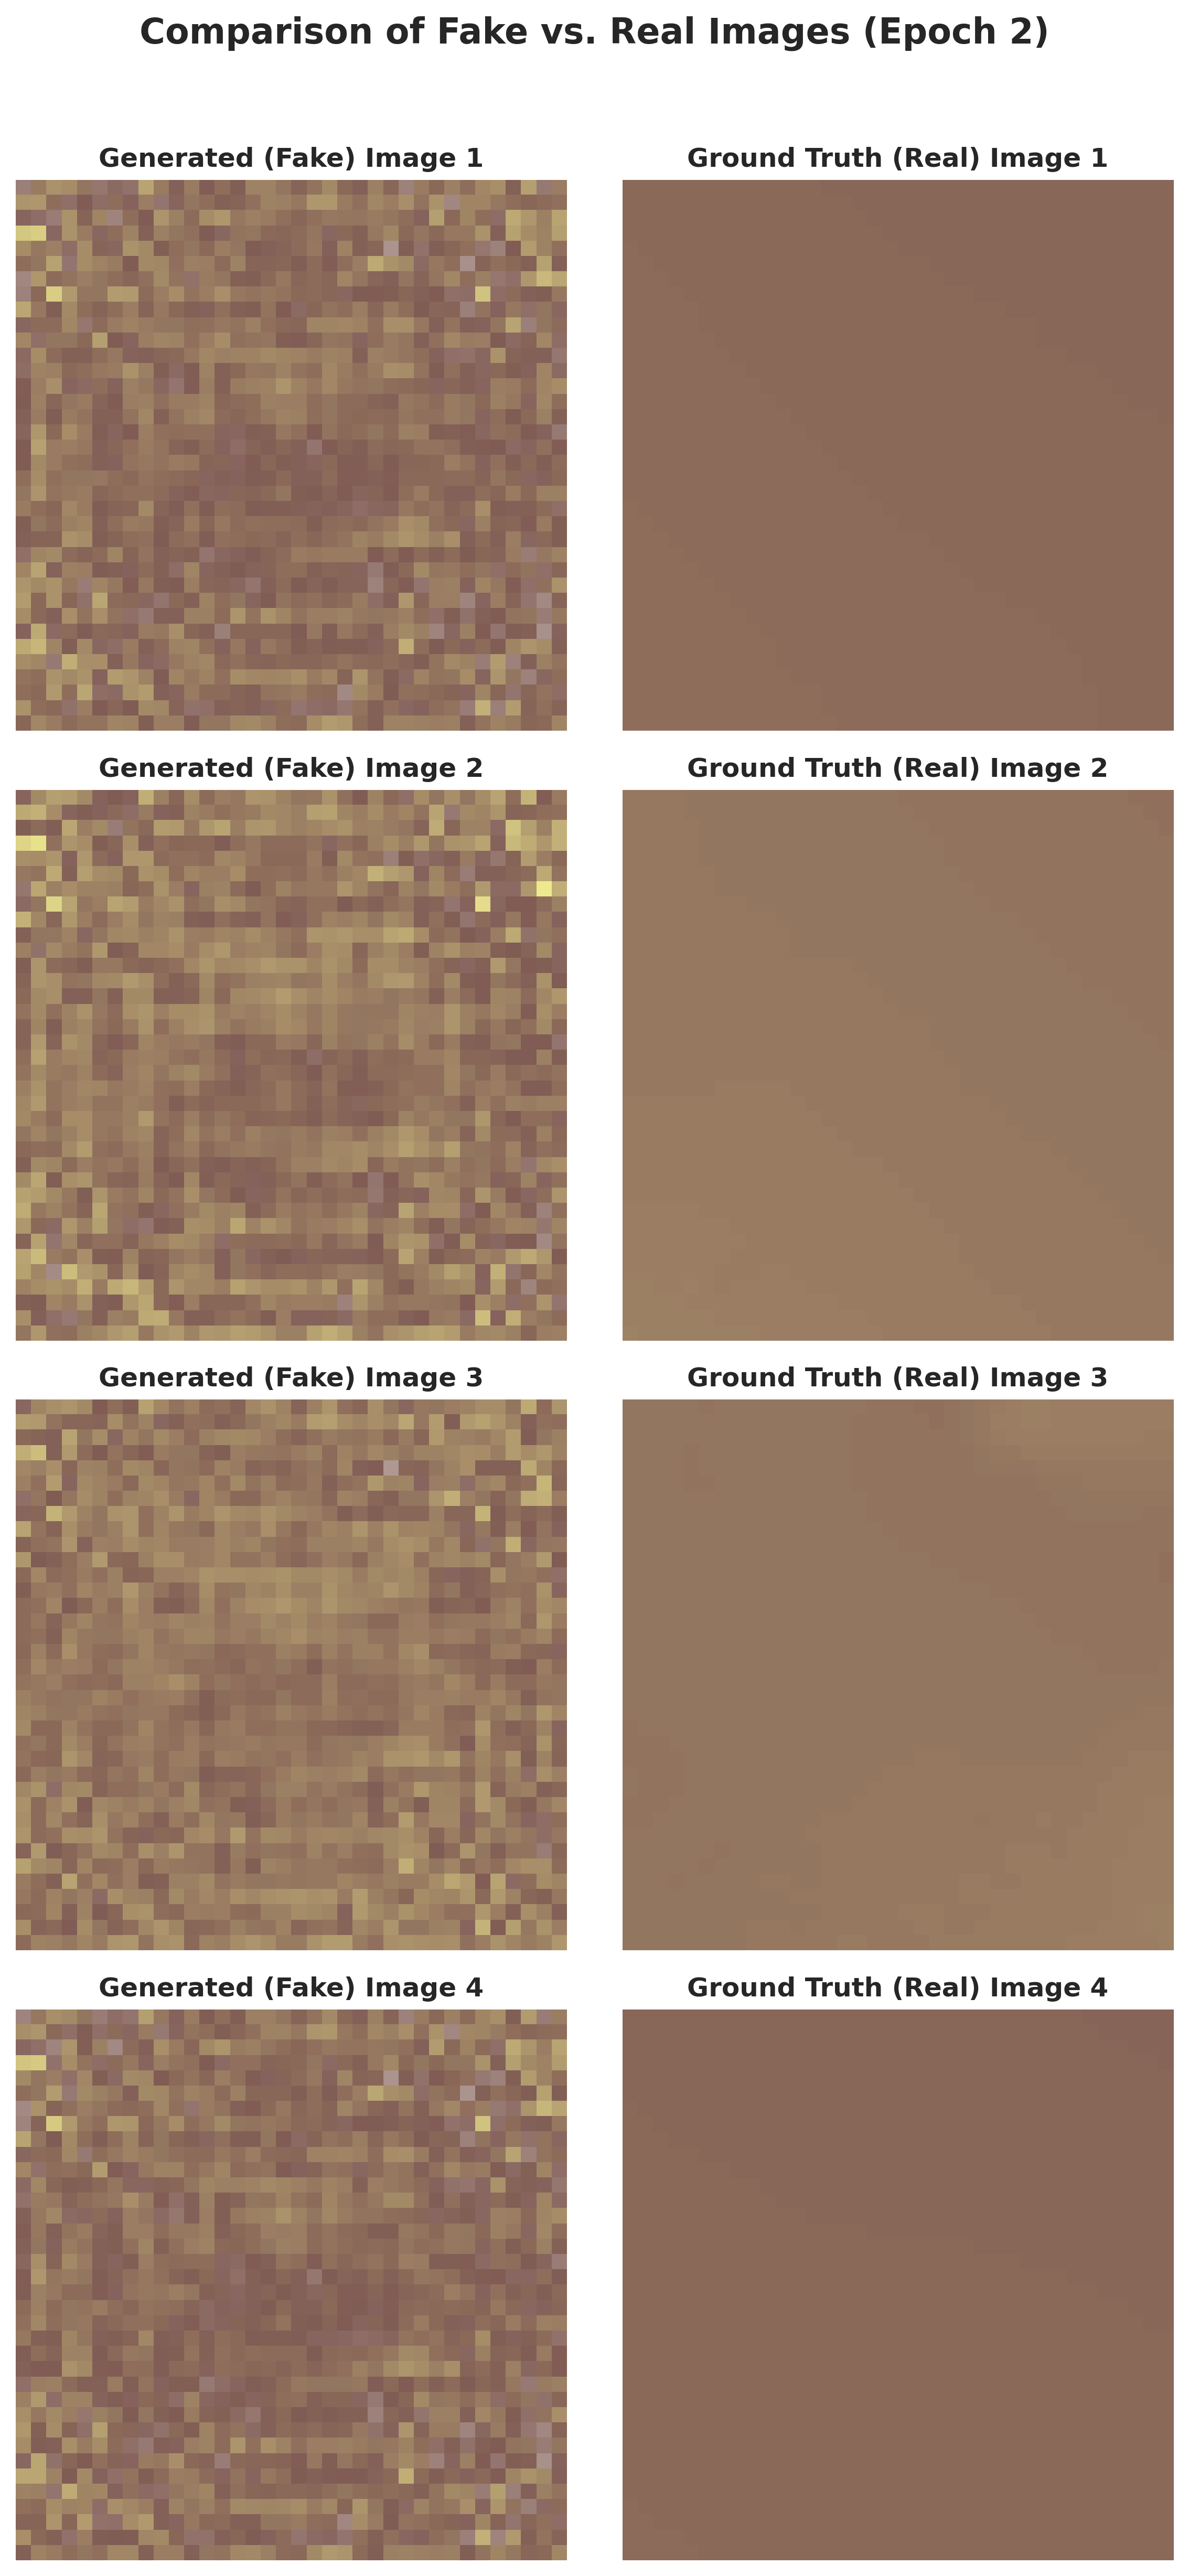 Comparison of Fake vs. Real Images (Epoch 2)
Generated (Fake) Image 1
Ground Truth (Real) Image 1
Generated (Fake) Image 2
Ground Truth (Real) Image 2
Generated (Fake) Image 3
Ground Truth (Real) Image 3
Generated (Fake) Image 4
Ground Truth (Real) Image 4